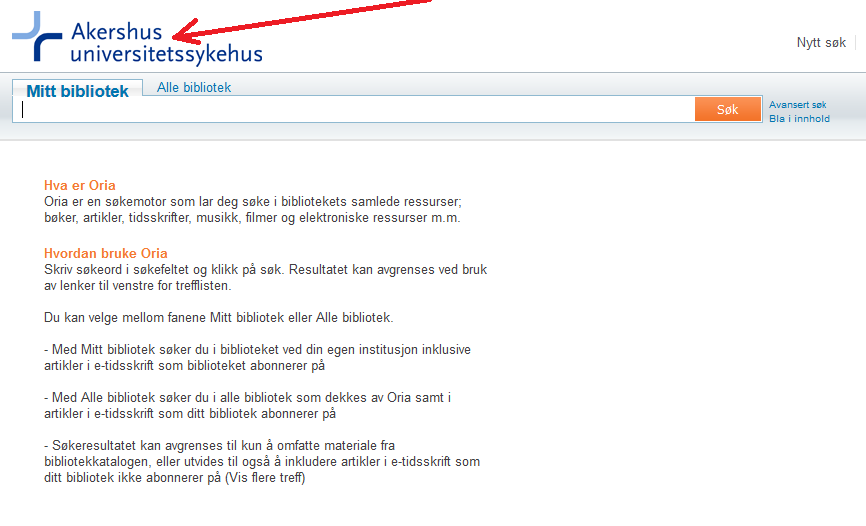 Akershus
universitetssykehus
Nytt søk
Mitt bibliotek
Alle bibliotek
Søk
Avansert søk
Bla i innhold
Hva er Oria
Oria er en søkemotor som lar deg søke i bibliotekets samlede ressurser;
bøker, artikler, tidsskrifter, musikk, filmer og elektroniske ressurser m.m.
Hvordan bruke Oria
Skriv søkeord i søkefeltet og klikk på søk. Resultatet kan avgrenses ved bruk
av lenker til venstre for trefflisten.
Du kan velge mellom fanene Mitt bibliotek eller Alle bibliotek.
- Med Mitt bibliotek søker du i biblioteket ved din egen institusjon inklusive
artikler i e-tidsskrift som biblioteket abonnerer på
- Med Alle bibliotek søker du i alle bibliotek som dekkes av Oria samt i
artikler i e-tidsskrift som ditt bibliotek abonnerer på
- Søkeresultatet kan avgrenses til kun å omfatte materiale fra
bibliotekkatalogen, eller utvides til også å inkludere artikler i e-tidsskrift som
ditt bibliotek ikke abonnerer på (Vis flere treff)